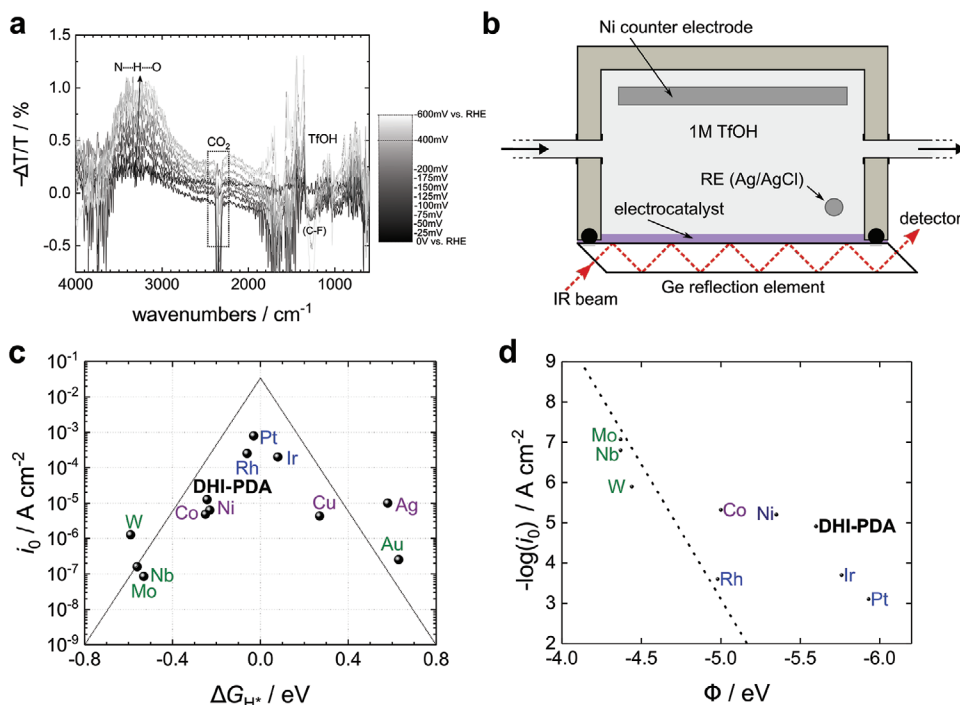 a
1.5
1.0
0.5
0.0
-0.5
-ΔT/T / %
4000
3000
2000
1000
wavenumbers / cm⁻¹
N┈┈H┈┈O
CO₂
TfOH
(C-F)
600mV vs. RHE
400mV
-200mV
-175mV
-150mV
-125mV
-100mV
-75mV
-50mV
-25mV
0V vs. RHE
b
Ni counter electrode
1M TfOH
RE (Ag/AgCl)
electrocatalyst
detector
IR beam
Ge reflection element
c
10⁻¹
10⁻²
10⁻³
10⁻⁴
10⁻⁵
10⁻⁶
10⁻⁷
10⁻⁸
10⁻⁹
i₀ / A cm⁻²
-0.8
-0.4
0.0
0.4
0.8
ΔG_H* / eV
Pt
Rh
Ir
DHI-PDA
Co
Ni
Cu
Ag
W
Au
Nb
Mo
d
9
8
7
6
5
4
3
2
-log(i₀) / A cm⁻²
-4.0
-4.5
-5.0
-5.5
-6.0
Φ / eV
Mo
Nb
W
Co
Ni
DHI-PDA
Rh
Ir
Pt